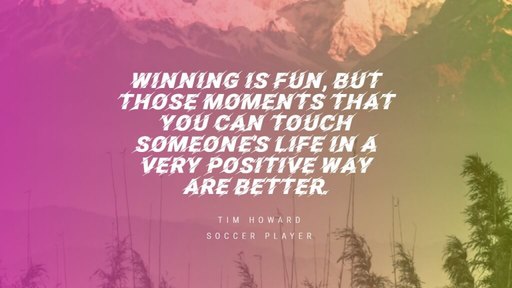 WINNING IS FUN, BUT
THOSE MOMENTS THAT
YOU CAN TOUCH
SOMEONE'S LIFE IN A
VERY POSITIVE WAY
ARE BETTER.
TIM HOWARD
SOCCER PLAYER